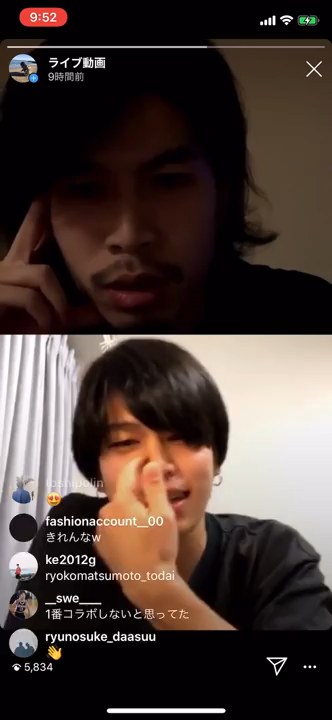 9:52
ライブ動画
9時間前
toshipolin
😍
fashionaccount__00
きれんなw
ke2012g
ryokomatsumoto_todai
__swe___
1番コラボしないと思ってた
ryunosuke_daasuu
👋
5,834